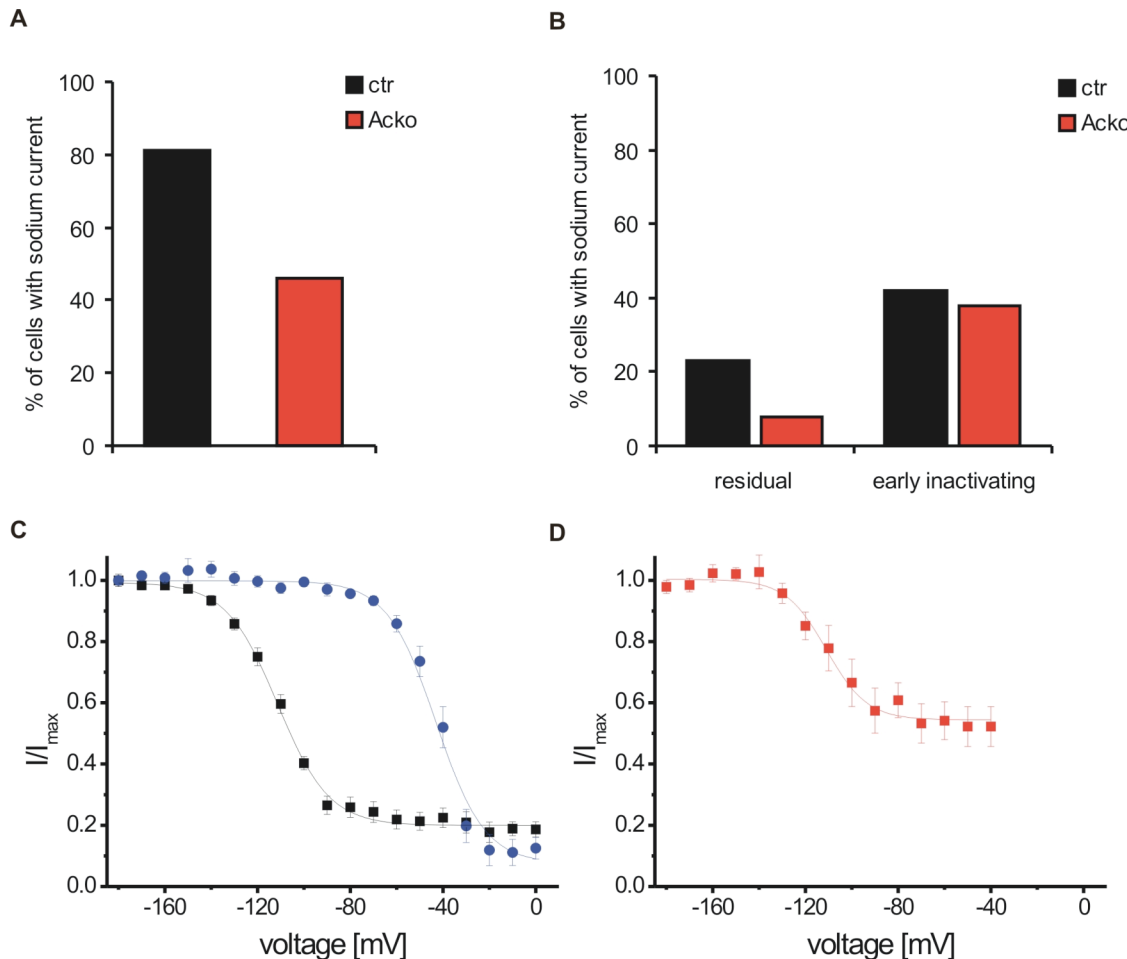 A
% of cells with sodium current
100
80
60
40
20
0
ctr
Acko
B
% of cells with sodium current
100
80
60
40
20
0
ctr
Acko
residual
early inactivating
C
I/Imax
1.0
0.8
0.6
0.4
0.2
0.0
-160
-120
-80
-40
0
voltage [mV]
D
I/Imax
1.0
0.8
0.6
0.4
0.2
0.0
-160
-120
-80
-40
0
voltage [mV]